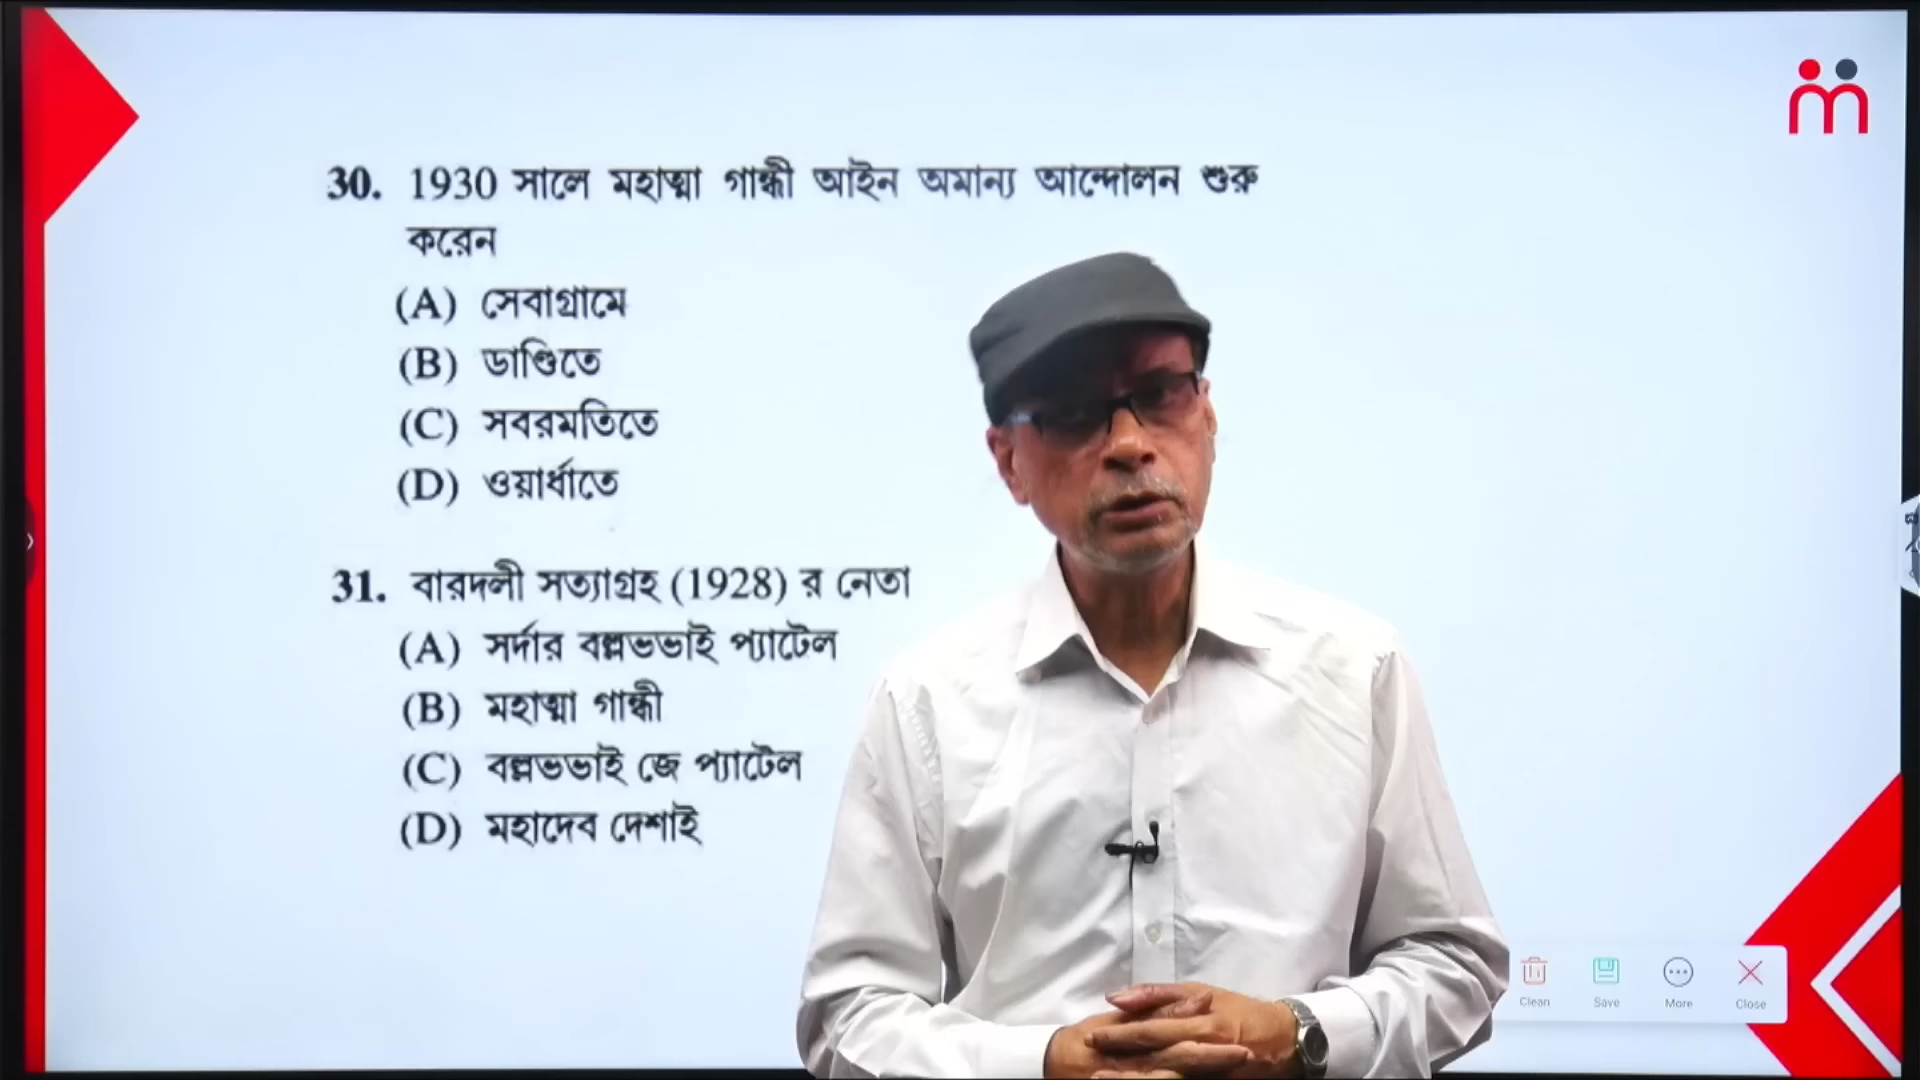 30. 1930 সালে মহাত্মা গান্ধী আইন অমান্য আন্দোলন শুরু
করেন
(A) সেবাগ্রামে
(B) ডাণ্ডিতে
(C) সবরমতিতে
(D) ওয়ার্ধাতে
31. বারদলী সত্যাগ্রহ (1928) র নেতা
(A) সর্দার বল্লভভাই প্যাটেল
(B) মহাত্মা গান্ধী
(C) বল্লভভাই জে প্যাটেল
(D) মহাদেব দেশাই
Clean Save More Close